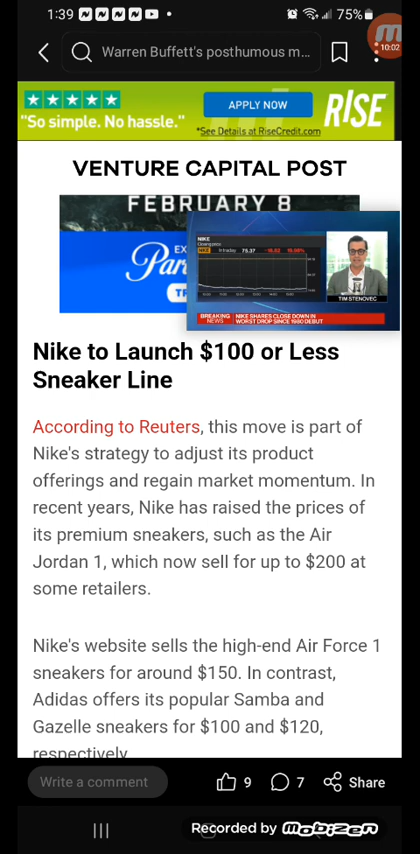 1:39
75%
Warren Buffett's posthumous m...
10:02
"So simple. No hassle."
APPLY NOW
*See Details at RiseCredit.com
RISE
VENTURE CAPITAL POST
FEBRUARY 8
NIKE
NIKE Intraday 75.37
TIM STENOVEC
BREAKING NEWS
NIKE SHARES CLOSE DOWN IN
WORST DROP SINCE 1980 DEBUT
Nike to Launch $100 or Less
Sneaker Line
According to Reuters, this move is part of
Nike's strategy to adjust its product
offerings and regain market momentum. In
recent years, Nike has raised the prices of
its premium sneakers, such as the Air
Jordan 1, which now sell for up to $200 at
some retailers.
Nike's website sells the high-end Air Force 1
sneakers for around $150. In contrast,
Adidas offers its popular Samba and
Gazelle sneakers for $100 and $120,
respectively
Write a comment
9
7
Share
Recorded by mobizen